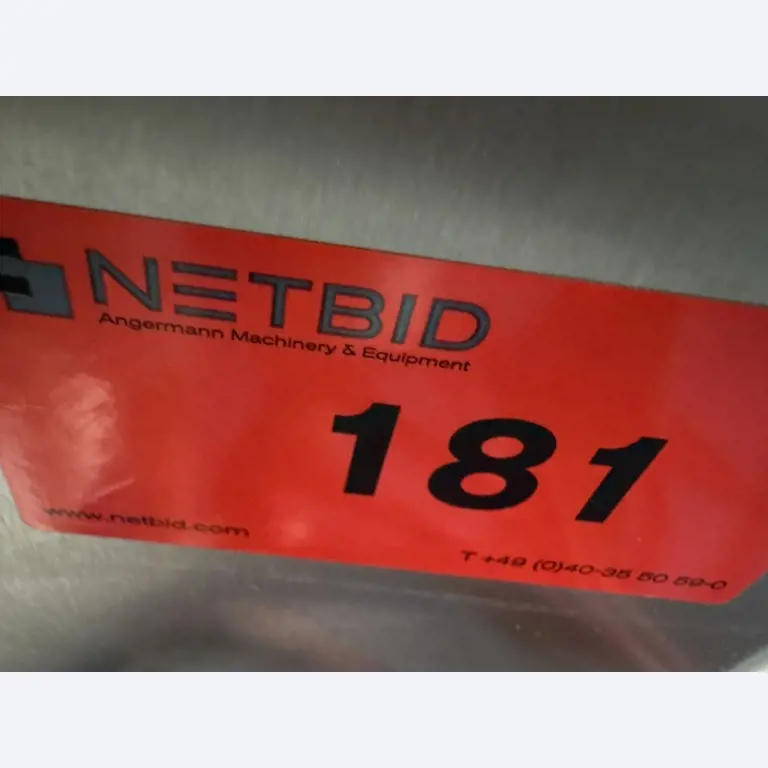 NETBID
Angermann Machinery & Equipment
181
www.netbid.com
T +49 (0)40-35 50 59-0